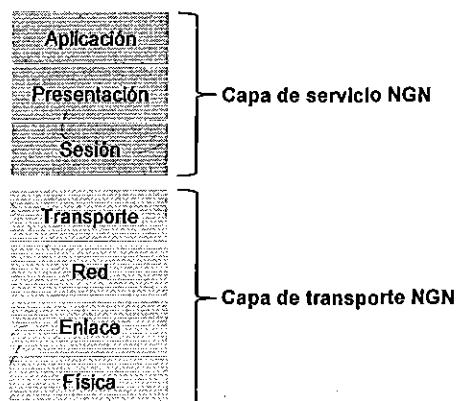 Aplicación
Presentación
Sesión
Capa de servicio NGN
Transporte
Red
Enlace
Física
Capa de transporte NGN